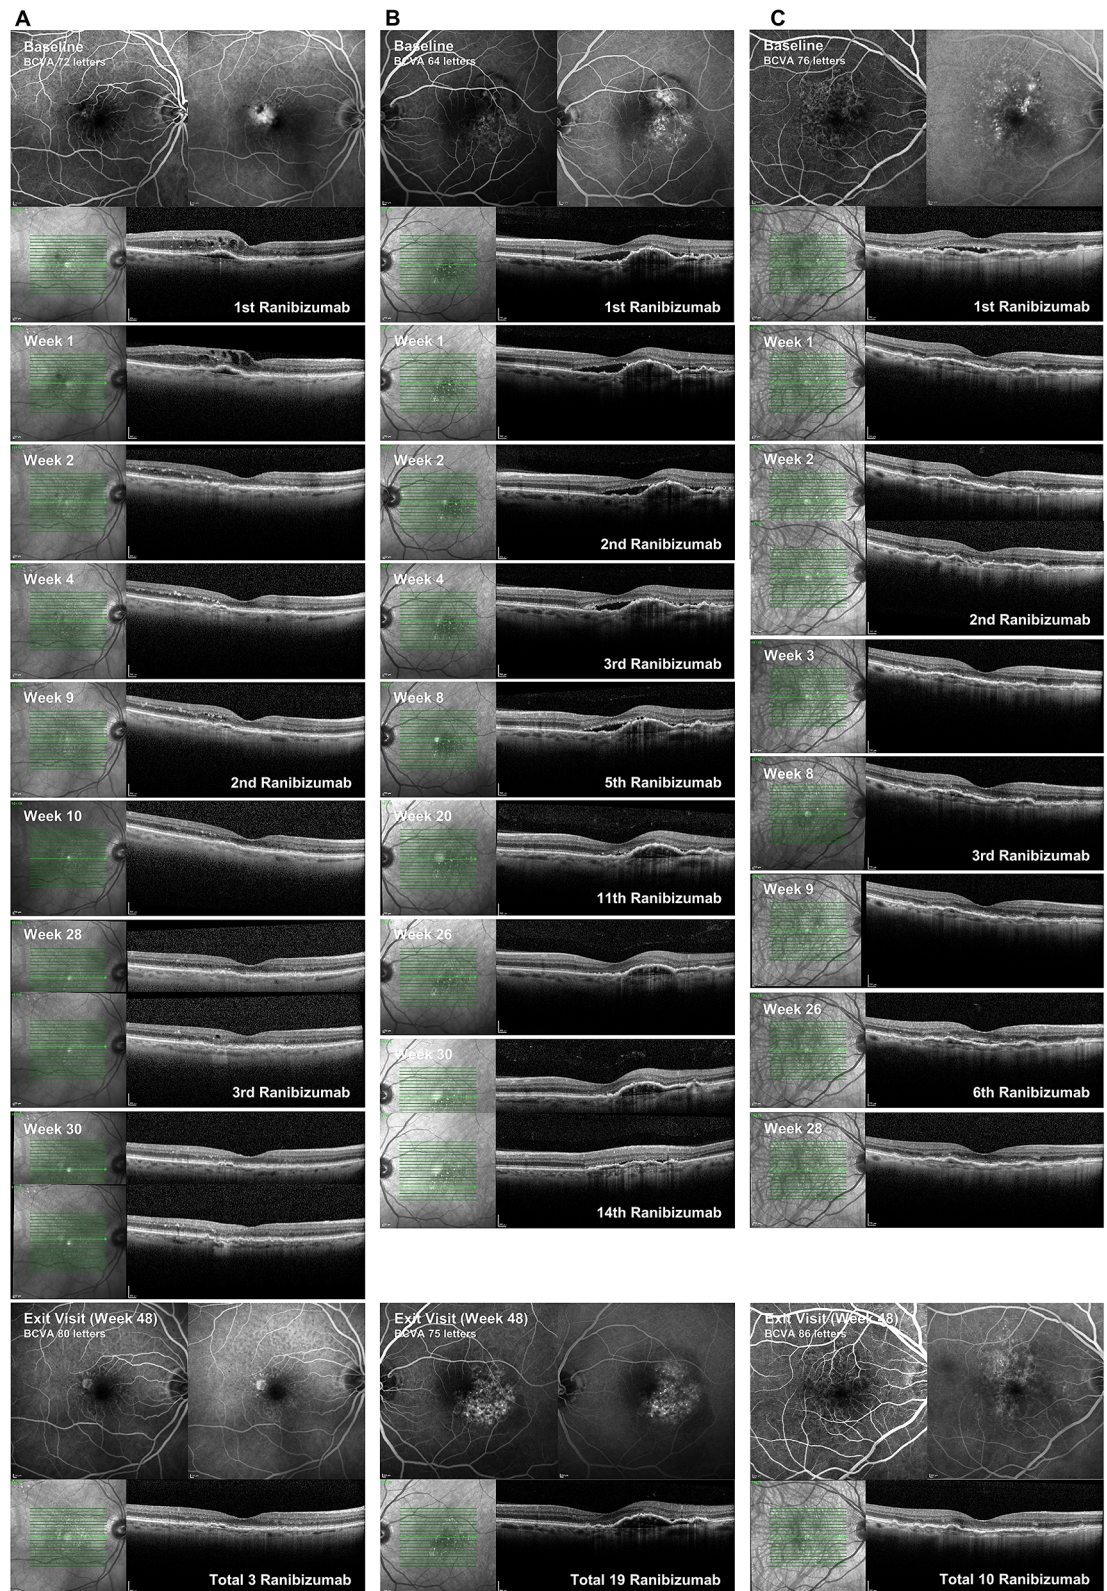 A
Baseline
BCVA 72 letters
1st Ranibizumab
Week 1
Week 2
Week 4
Week 9
2nd Ranibizumab
Week 10
Week 28
3rd Ranibizumab
Week 30
Exit Visit (Week 48)
BCVA 80 letters
Total 3 Ranibizumab
B
Baseline
BCVA 64 letters
1st Ranibizumab
Week 1
Week 2
2nd Ranibizumab
Week 4
3rd Ranibizumab
Week 8
5th Ranibizumab
Week 20
11th Ranibizumab
Week 26
Week 30
14th Ranibizumab
Exit Visit (Week 48)
BCVA 75 letters
Total 19 Ranibizumab
C
Baseline
BCVA 76 letters
1st Ranibizumab
Week 1
Week 2
2nd Ranibizumab
Week 3
Week 8
3rd Ranibizumab
Week 9
Week 26
6th Ranibizumab
Week 28
Exit Visit (Week 48)
BCVA 86 letters
Total 10 Ranibizumab